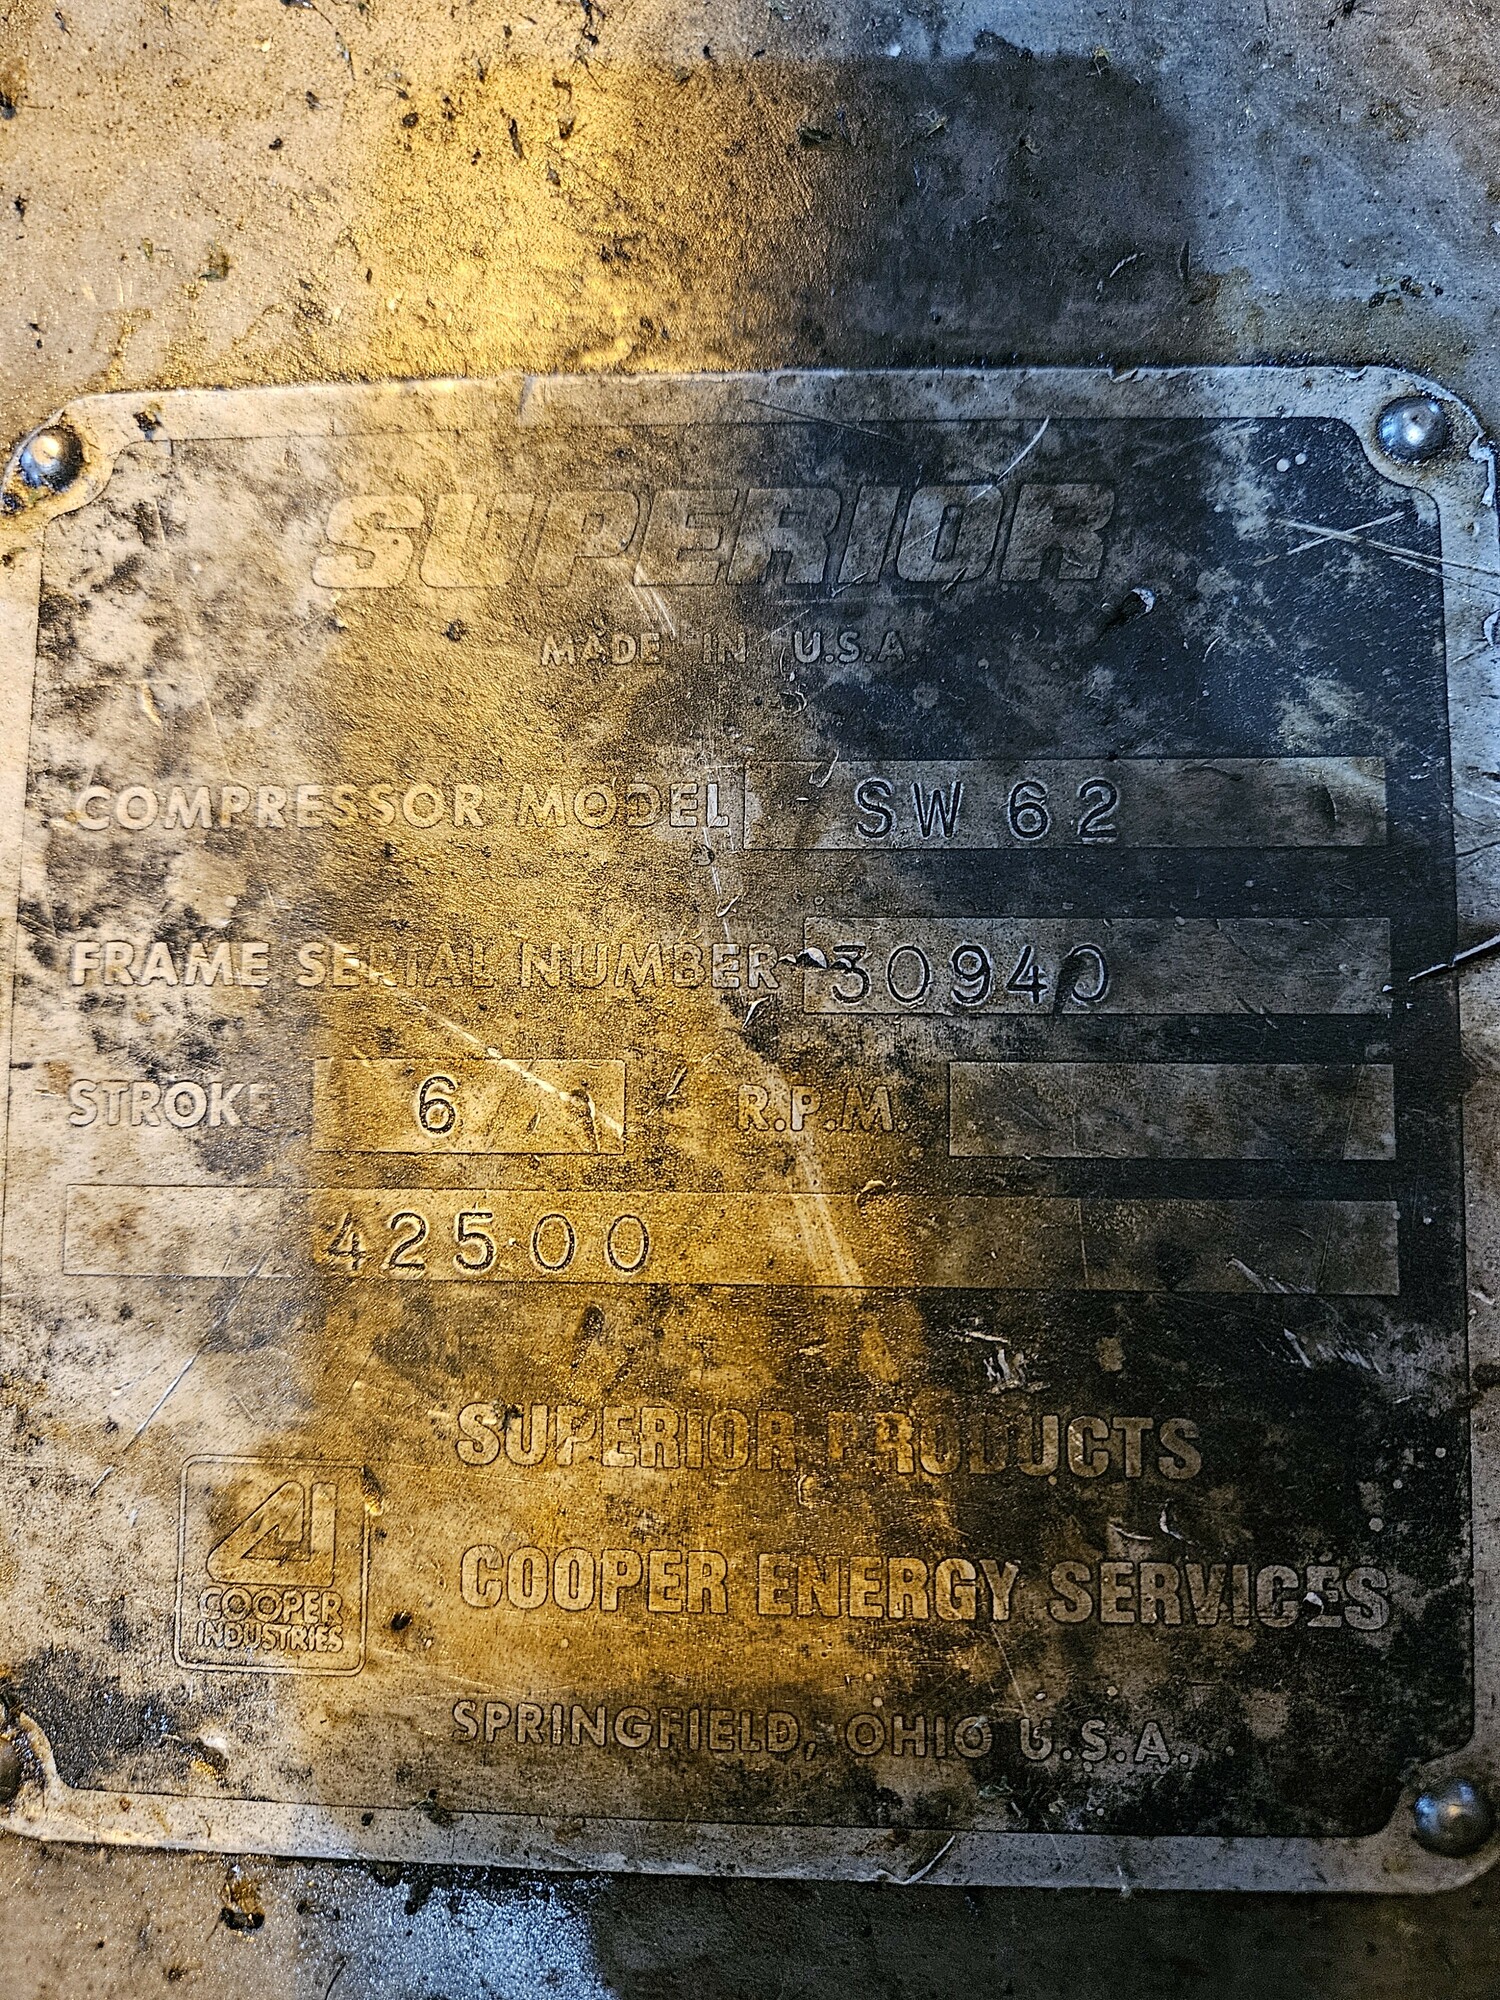 SUPERIOR
MADE IN U.S.A.
COMPRESSOR MODEL SW 62
FRAME SERIAL NUMBER 30940
STROKE 6 R.P.M.
42500
SUPERIOR PRODUCTS
COOPER ENERGY SERVICES
COOPER
INDUSTRIES
SPRINGFIELD, OHIO U.S.A.